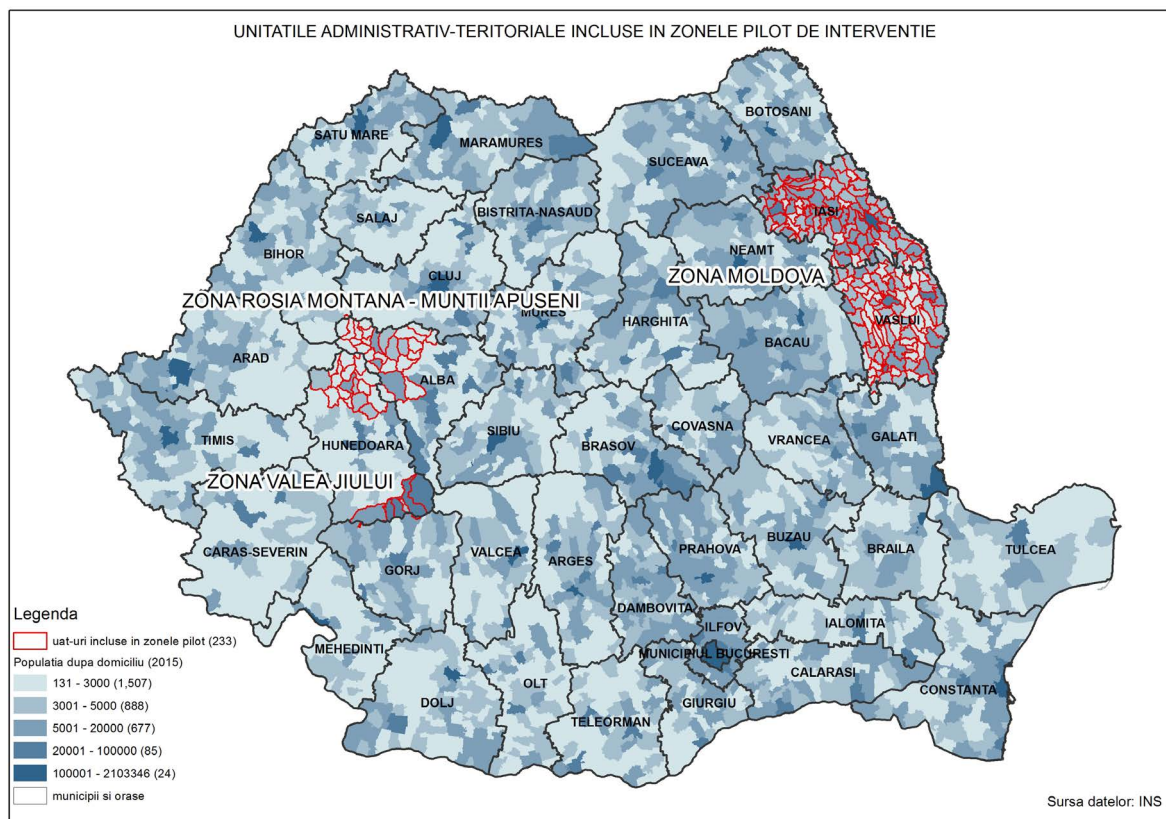 UNITATILE ADMINISTRATIV-TERITORIALE INCLUSE IN ZONELE PILOT DE INTERVENTIE
BOTOSANI
SATU MARE
MARAMURES
SUCEAVA
IASI
SALAJ
BISTRITA-NASAUD
NEAMT
BIHOR
CLUJ
ZONA MOLDOVA
ZONA ROSIA MONTANA - MUNTII APUSENI
MURES
HARGHITA
VASLUI
BACAU
ARAD
ALBA
COVASNA
SIBIU
TIMIS
HUNEDOARA
BRASOV
VRANCEA
GALATI
ZONA VALEA JIULUI
CARAS-SEVERIN
GORJ
VALCEA
ARGES
PRAHOVA
BUZAU
BRAILA
TULCEA
DAMBOVITA
ILFOV
IALOMITA
MEHEDINTI
MUNICIPIUL BUCURESTI
CALARASI
OLT
DOLJ
TELEORMAN
GIURGIU
CONSTANTA
Legenda
uat-uri incluse in zonele pilot (233)
Populatia dupa domiciliu (2015)
131 - 3000 (1,507)
3001 - 5000 (888)
5001 - 20000 (677)
20001 - 100000 (85)
100001 - 2103346 (24)
municipii si orase
Sursa datelor: INS